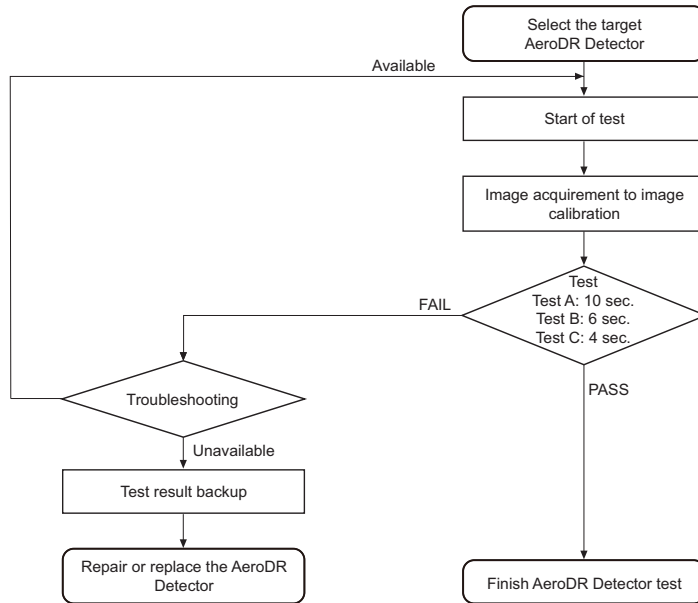 Select the target
AeroDR Detector
Available
Start of test
Image acquirement to image
calibration
Test
Test A: 10 sec.
Test B: 6 sec.
Test C: 4 sec.
FAIL
PASS
Troubleshooting
Unavailable
Test result backup
Repair or replace the AeroDR
Detector
Finish AeroDR Detector test